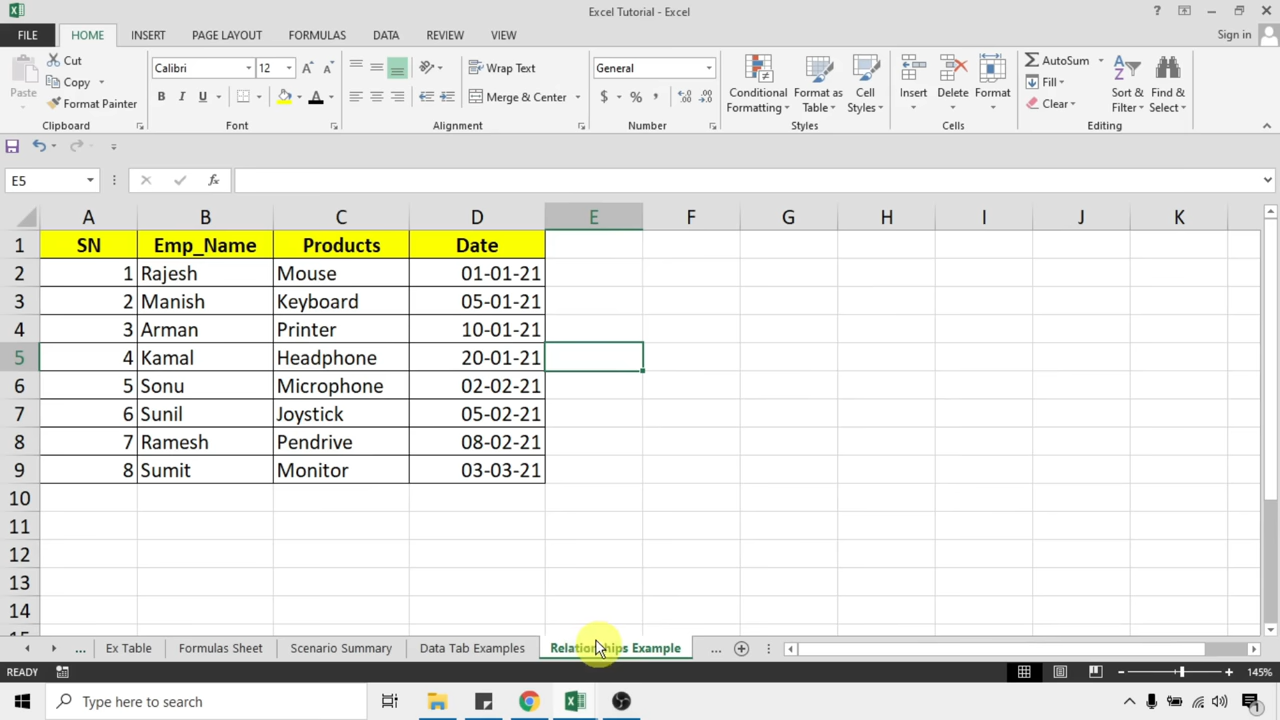 Excel Tutorial - Excel
?
FILE HOME INSERT PAGE LAYOUT FORMULAS DATA REVIEW VIEW Sign in
Paste
Cut
Copy
Format Painter
Clipboard
Calibri 12
B I U A
Font
Wrap Text
Merge & Center
Alignment
General
$ % ,
Number
Conditional Formatting
Format as Table
Cell Styles
Styles
Insert Delete Format
Cells
AutoSum
Fill
Clear
Sort & Filter
Find & Select
Editing
E5
A B C D E F G H I J K
1 SN Emp_Name Products Date
2 1 Rajesh Mouse 01-01-21
3 2 Manish Keyboard 05-01-21
4 3 Arman Printer 10-01-21
5 4 Kamal Headphone 20-01-21
6 5 Sonu Microphone 02-02-21
7 6 Sunil Joystick 05-02-21
8 7 Ramesh Pendrive 08-02-21
9 8 Sumit Monitor 03-03-21
10
11
12
13
14
... Ex Table Formulas Sheet Scenario Summary Data Tab Examples Relationships Example ...
READY 145%
Type here to search